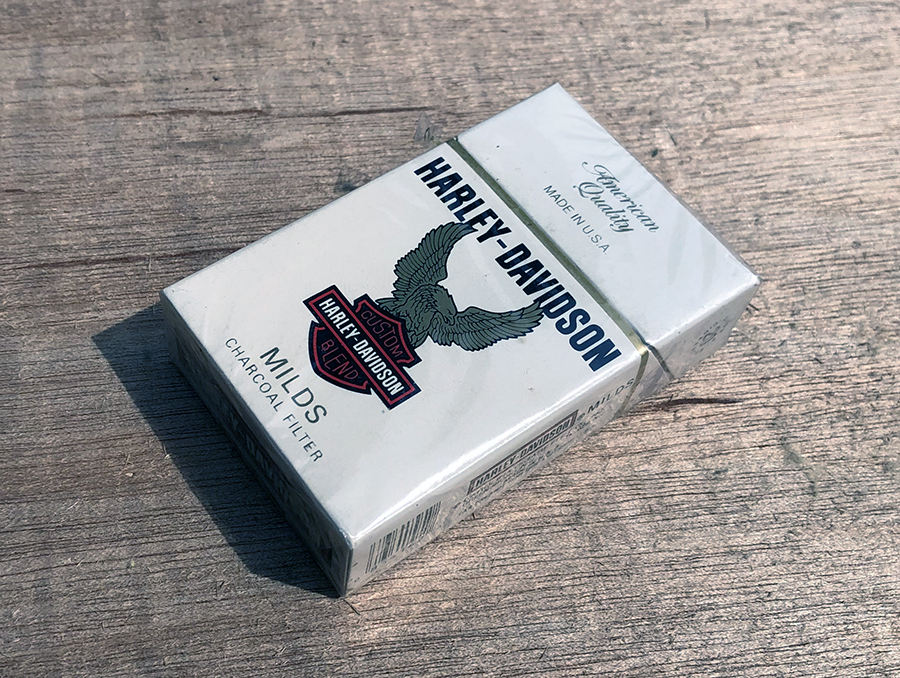 American
Quality
MADE IN U.S.A
HARLEY-DAVIDSON
CUSTOM
HARLEY-DAVIDSON
BLEND
MILDS
CHARCOAL FILTER
HARLEY-DAVIDSON® MILDS